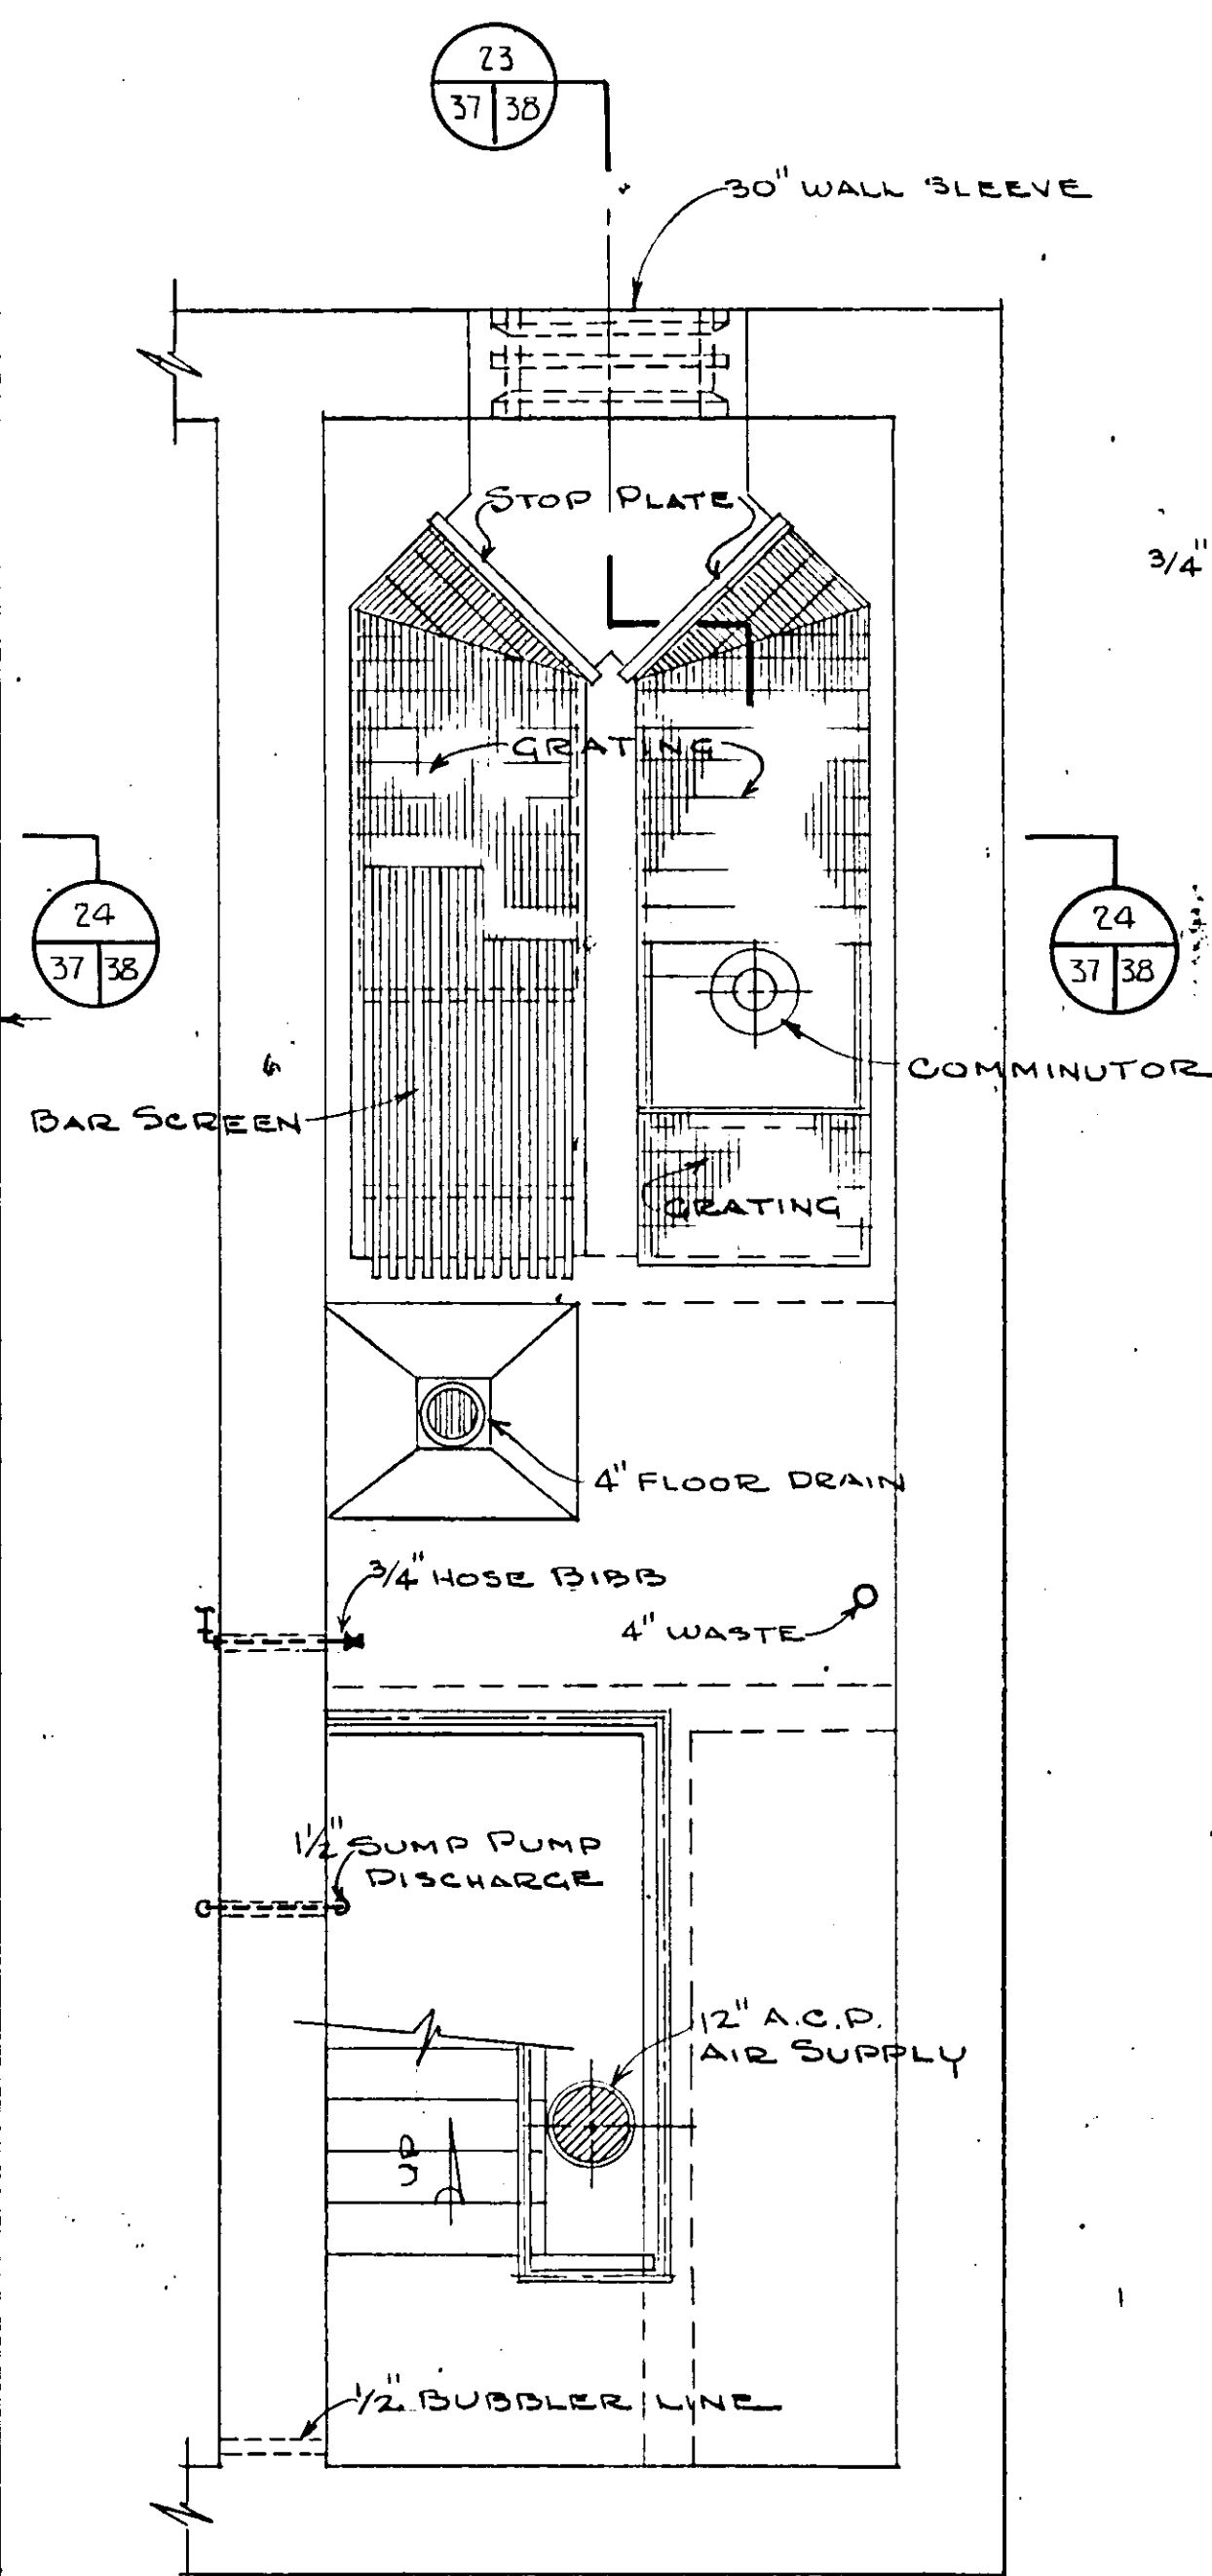 23
37 38
30" WALL SLEEVE
STOP PLATE
3/4"
GRATING
24
37 38
24
37 38
COMMINUTOR
BAR SCREEN
GRATING
4" FLOOR DRAIN
3/4" HOSE BIBB
4" WASTE
1 1/2" SUMP PUMP
DISCHARGE
12" A.C.P.
AIR SUPPLY
UP
1/2" BUBBLER LINE